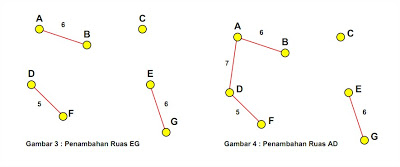 A
6
B
C
D
5
F
E
6
G
Gambar 3 : Penambahan Ruas EG
A
6
B
C
7
D
5
F
E
6
G
Gambar 4 : Penambahan Ruas AD